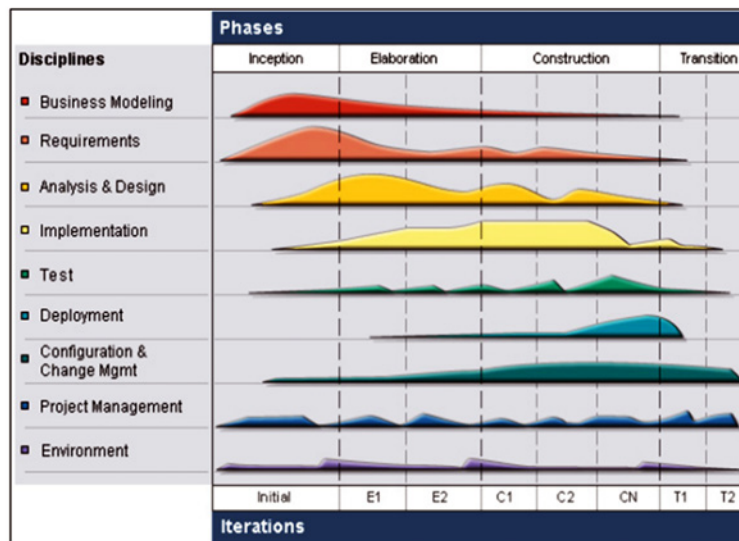 Phases
Disciplines
Inception
Elaboration
Construction
Transition
Business Modeling
Requirements
Analysis & Design
Implementation
Test
Deployment
Configuration &
Change Mgmt
Project Management
Environment
Initial
E1
E2
C1
C2
CN
T1
T2
Iterations